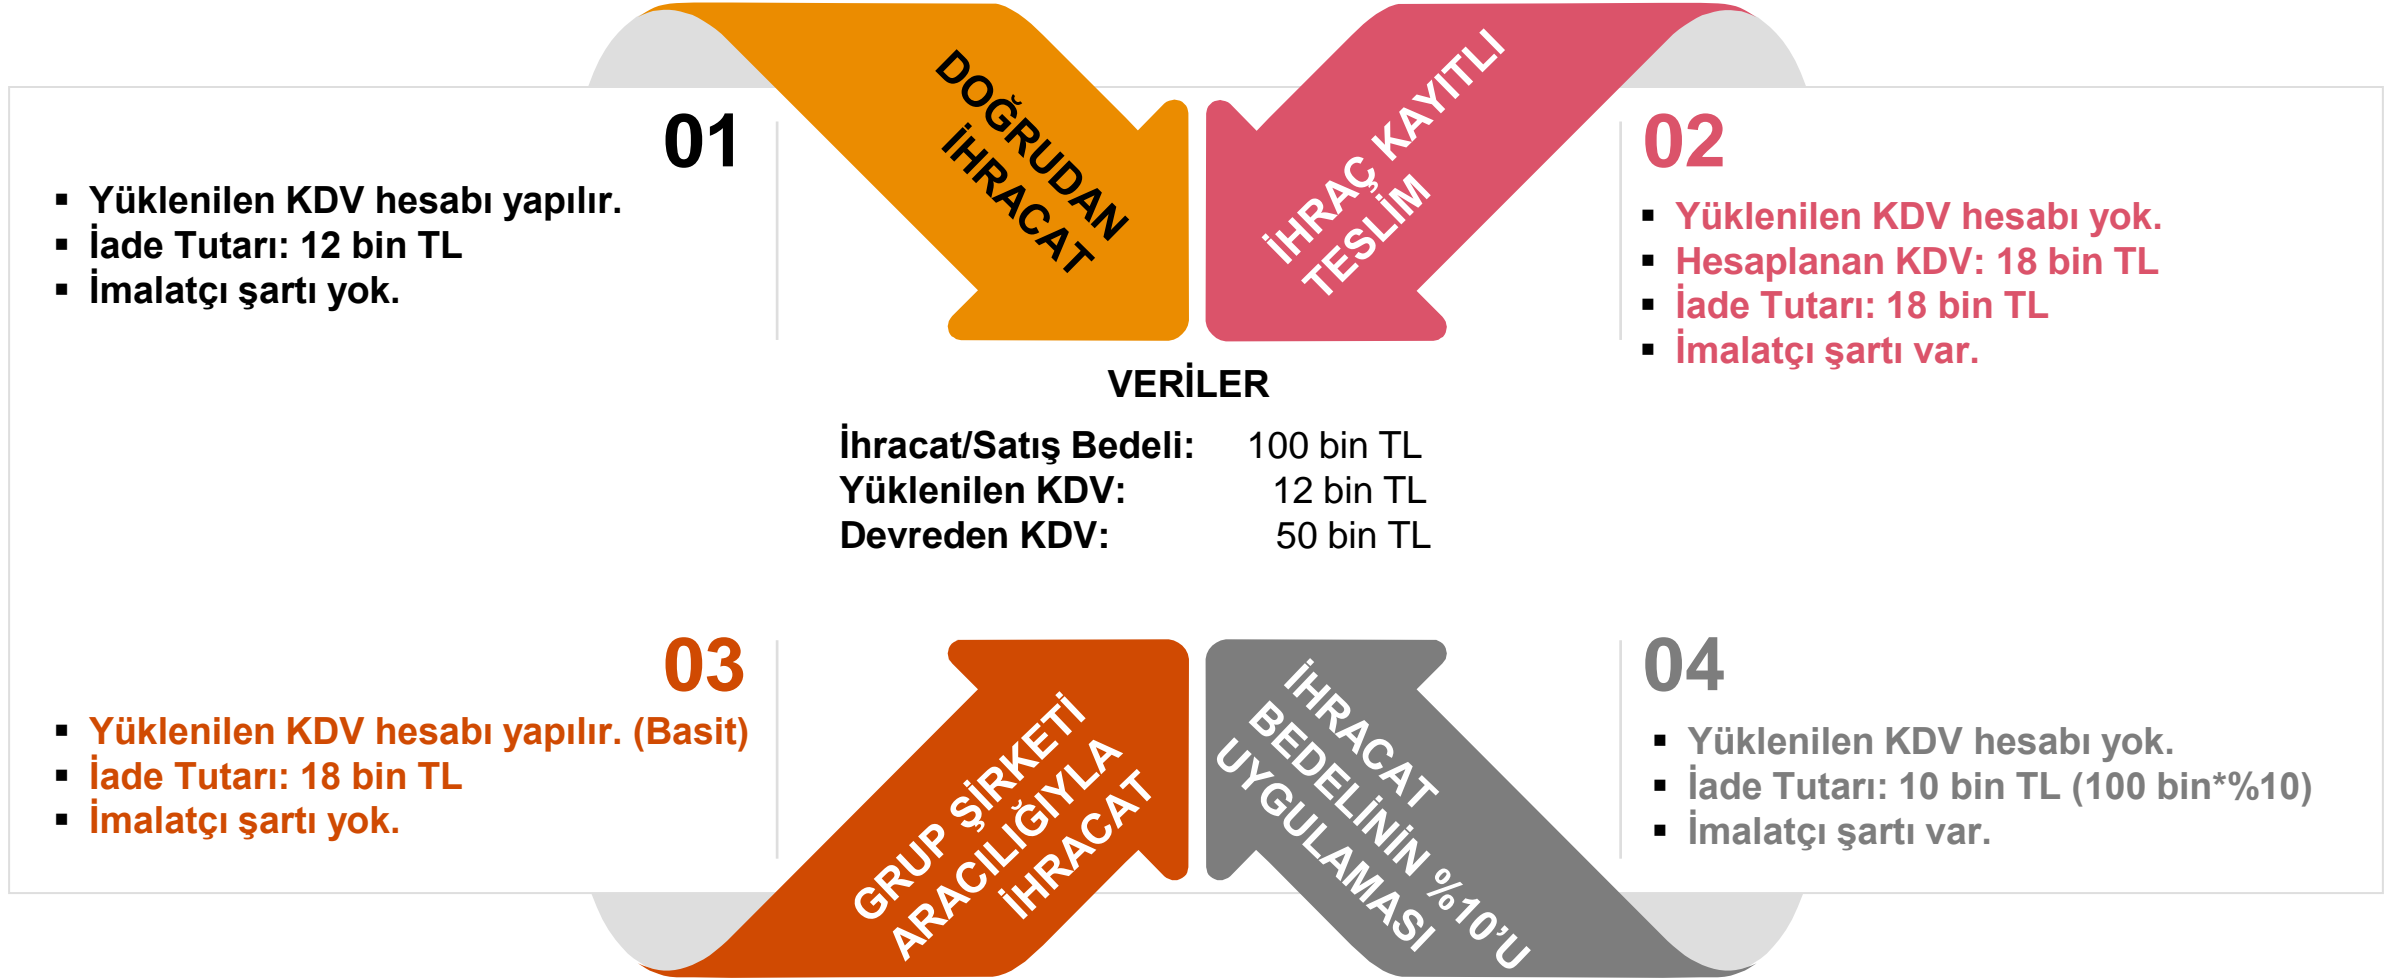 01
DOĞRUDAN
İHRACAT
▪ Yüklenilen KDV hesabı yapılır.
▪ İade Tutarı: 12 bin TL
▪ İmalatçı şartı yok.
İHRAÇ KAYITLI
TESLİM
02
▪ Yüklenilen KDV hesabı yok.
▪ Hesaplanan KDV: 18 bin TL
▪ İade Tutarı: 18 bin TL
▪ İmalatçı şartı var.
VERİLER
İhracat/Satış Bedeli: 100 bin TL
Yüklenilen KDV: 12 bin TL
Devreden KDV: 50 bin TL
03
▪ Yüklenilen KDV hesabı yapılır. (Basit)
▪ İade Tutarı: 18 bin TL
▪ İmalatçı şartı yok.
GRUP ŞİRKETİ
ARACILIĞIYLA
İHRACAT
İHRACAT
BEDELİNİN %10’U
UYGULAMASI
04
▪ Yüklenilen KDV hesabı yok.
▪ İade Tutarı: 10 bin TL (100 bin*%10)
▪ İmalatçı şartı var.